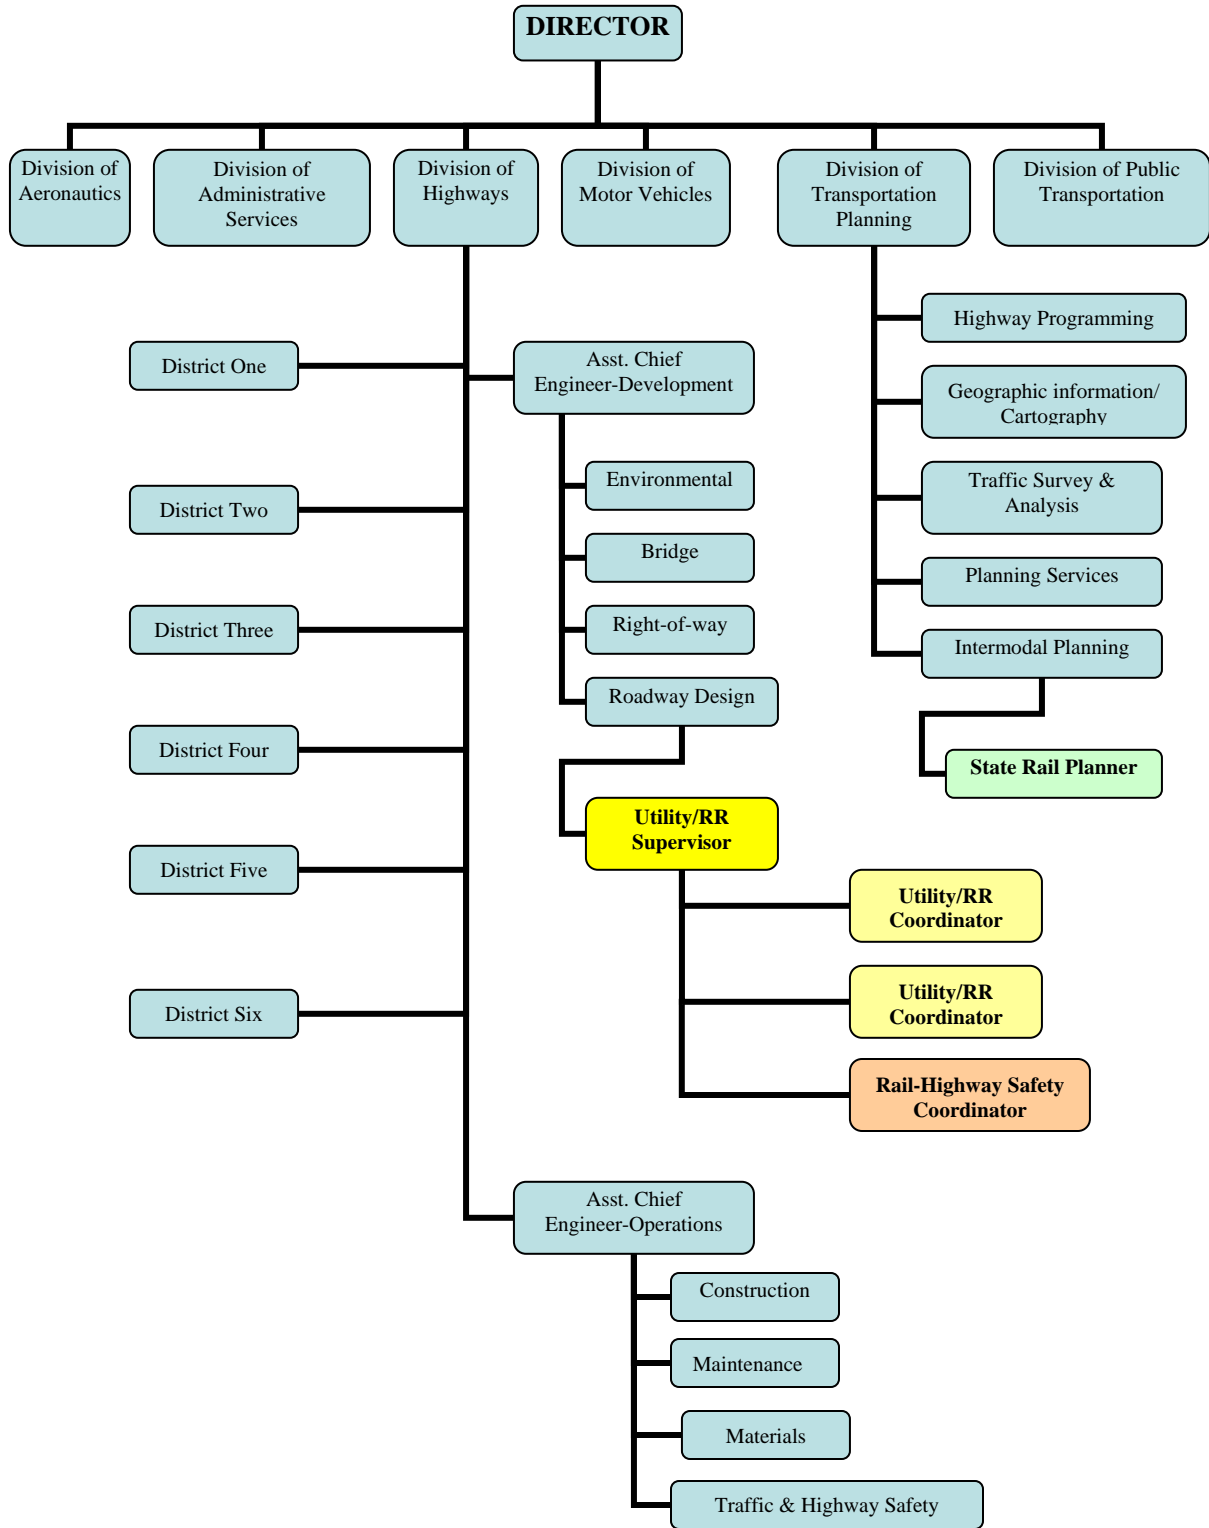 DIRECTOR
Division of
Aeronautics
Division of
Administrative
Services
Division of
Highways
Division of
Motor Vehicles
Division of
Transportation
Planning
Division of Public
Transportation
Highway Programming
Geographic information/
Cartography
Traffic Survey &
Analysis
Planning Services
Intermodal Planning
State Rail Planner
District One
District Two
District Three
District Four
District Five
District Six
Asst. Chief
Engineer-Development
Environmental
Bridge
Right-of-way
Roadway Design
Utility/RR
Supervisor
Utility/RR
Coordinator
Utility/RR
Coordinator
Rail-Highway Safety
Coordinator
Asst. Chief
Engineer-Operations
Construction
Maintenance
Materials
Traffic & Highway Safety